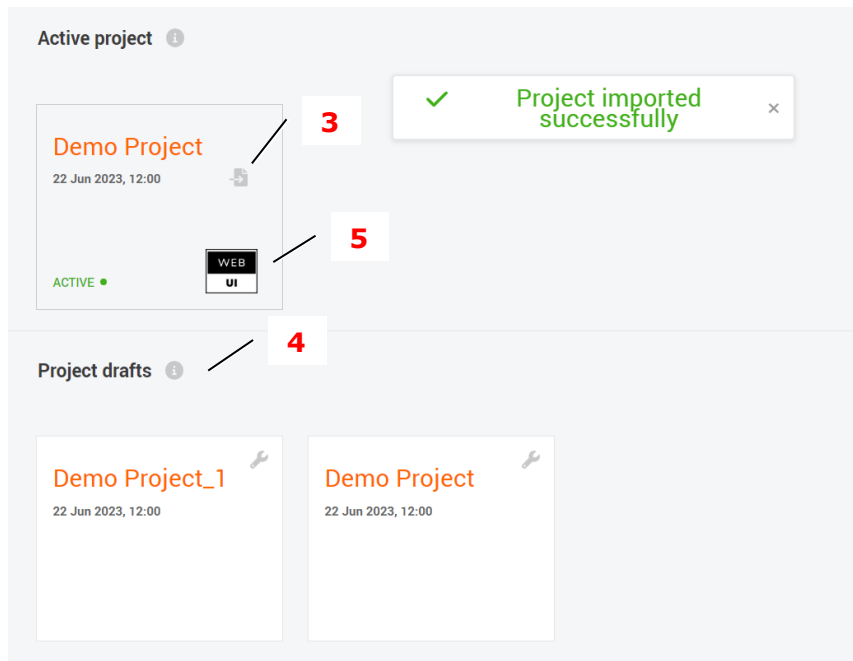 Active project
Project imported
successfully
3
Demo Project
22 Jun 2023, 12:00
5
WEB
UI
ACTIVE
4
Project drafts
Demo Project_1
22 Jun 2023, 12:00
Demo Project
22 Jun 2023, 12:00